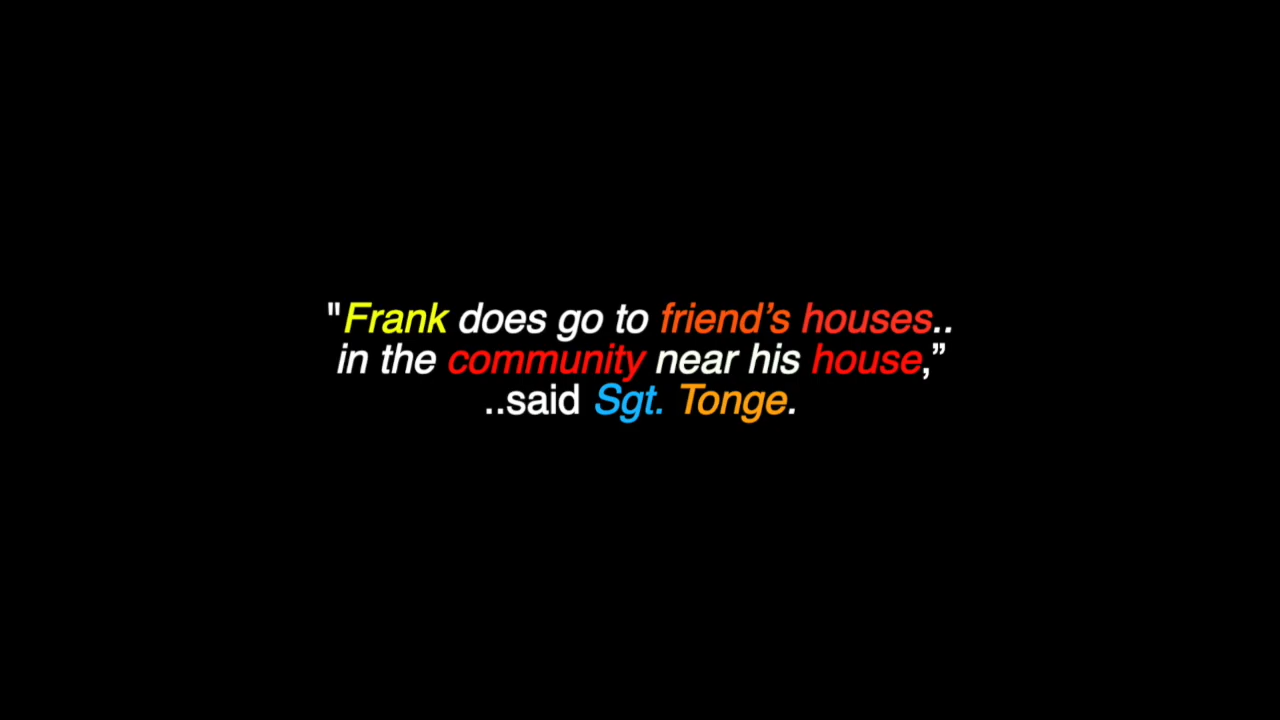 "Frank does go to friend’s houses..
in the community near his house,”
..said Sgt. Tonge.